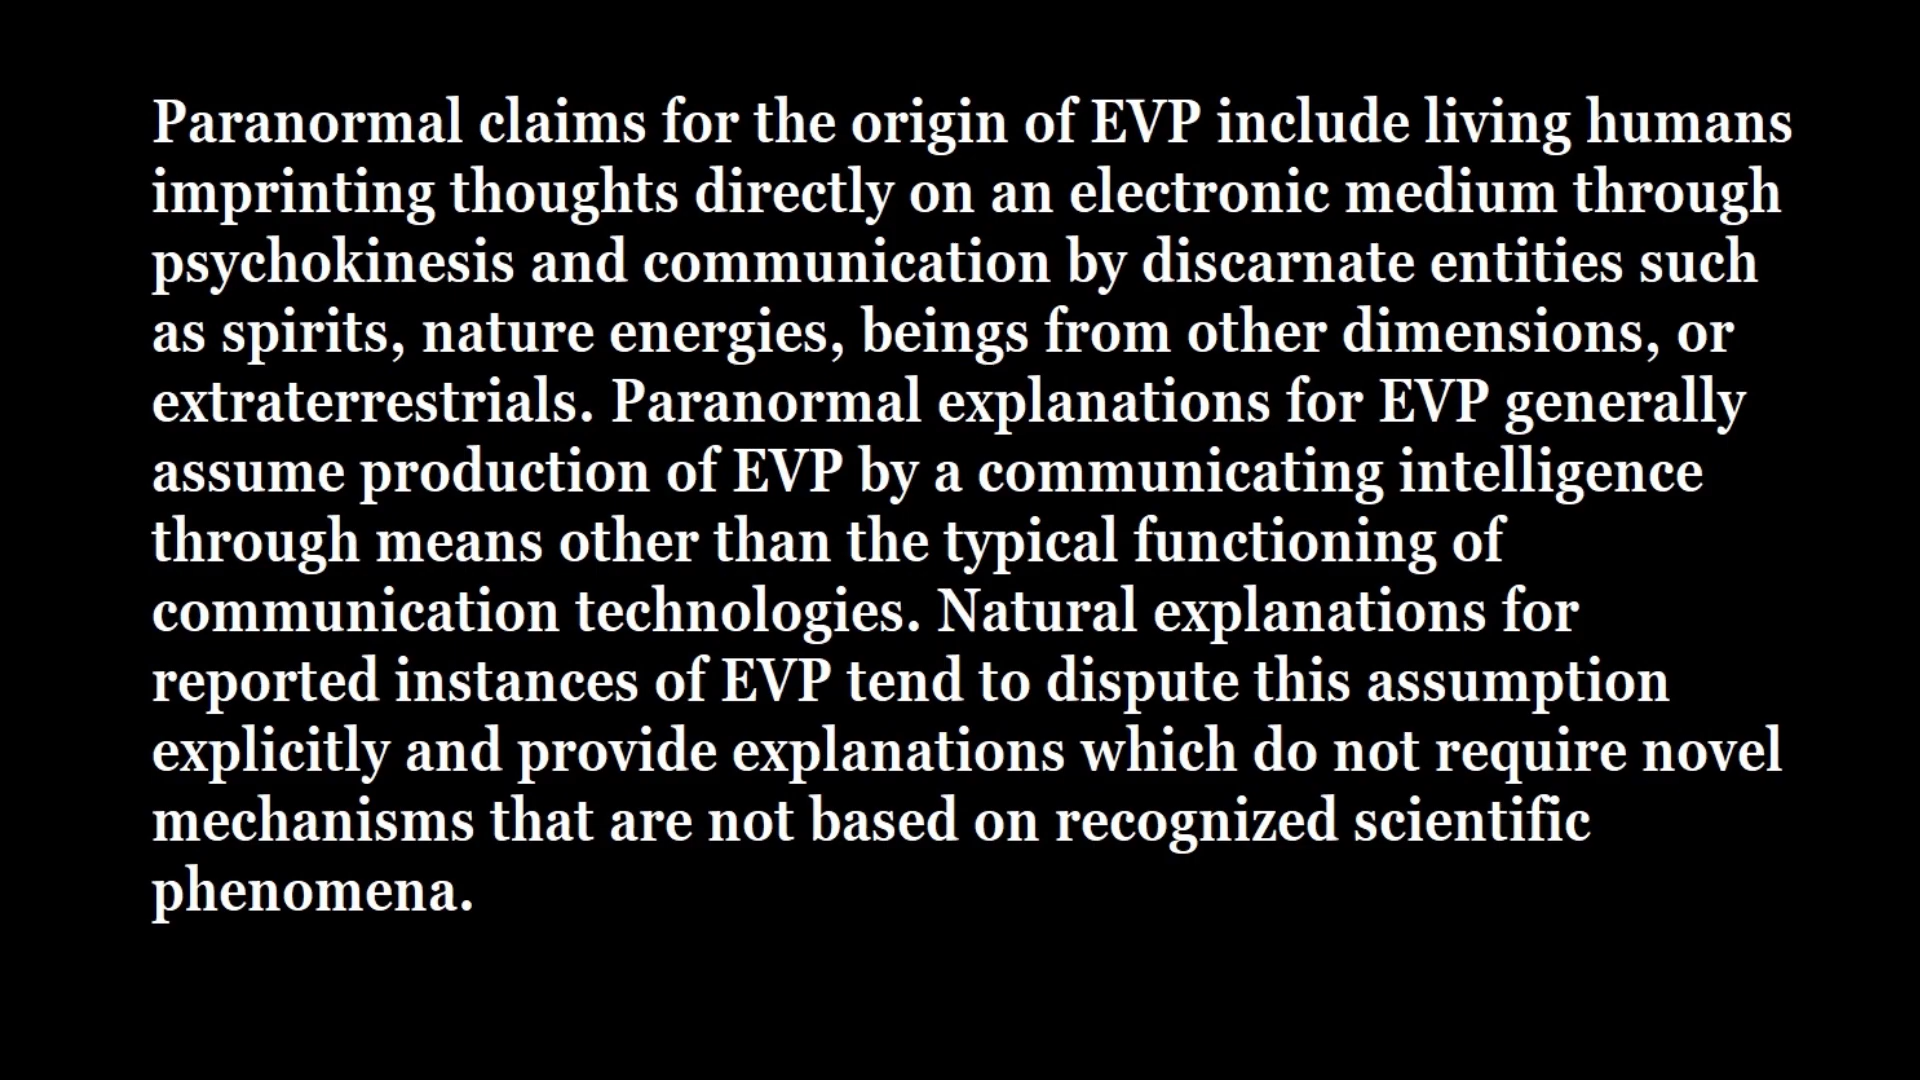 Paranormal claims for the origin of EVP include living humans
imprinting thoughts directly on an electronic medium through
psychokinesis and communication by discarnate entities such
as spirits, nature energies, beings from other dimensions, or
extraterrestrials. Paranormal explanations for EVP generally
assume production of EVP by a communicating intelligence
through means other than the typical functioning of
communication technologies. Natural explanations for
reported instances of EVP tend to dispute this assumption
explicitly and provide explanations which do not require novel
mechanisms that are not based on recognized scientific
phenomena.